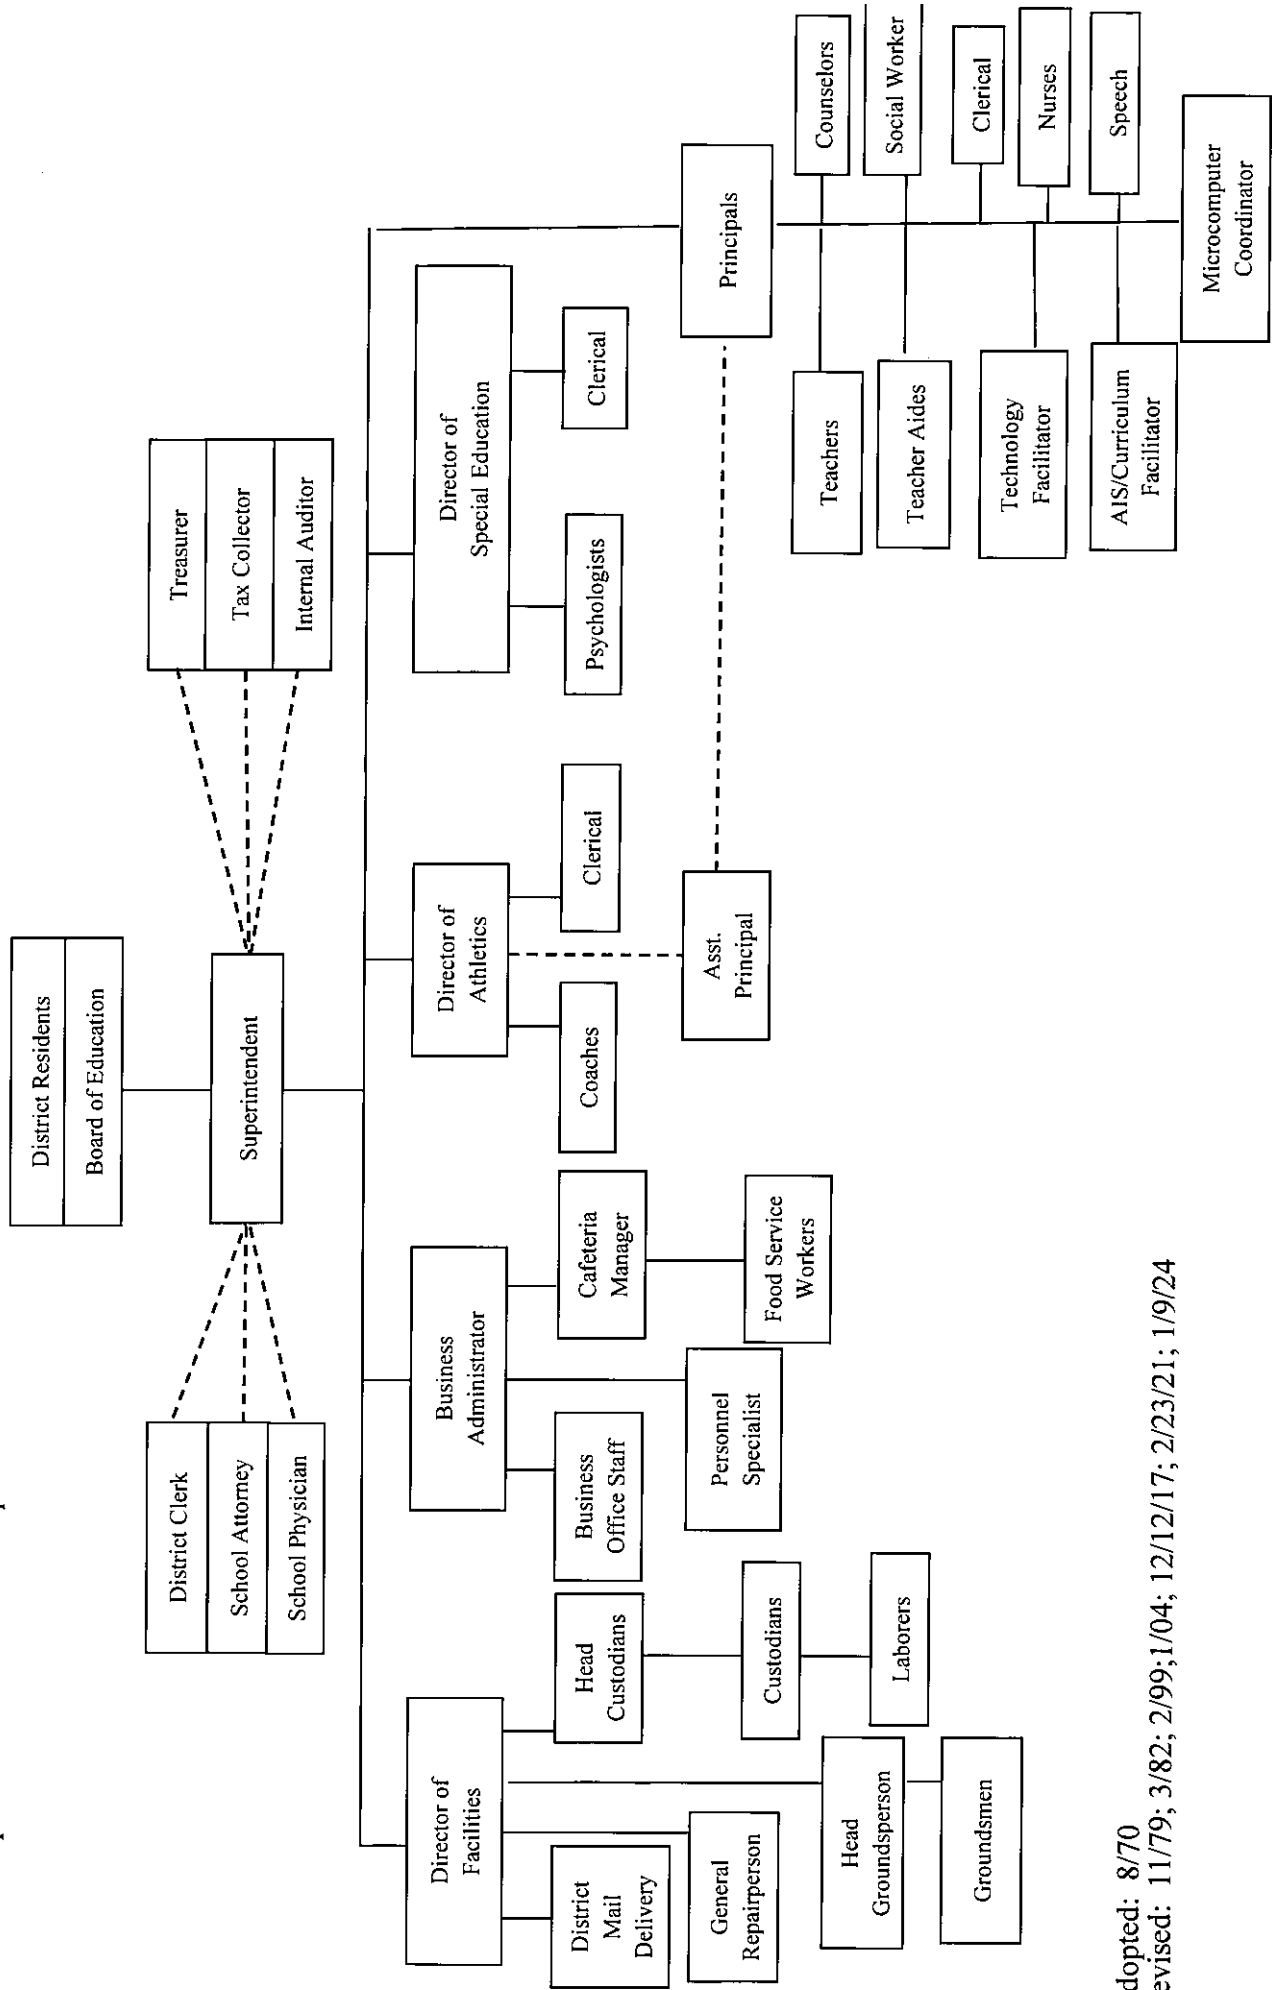 District Residents
Board of Education
Superintendent
District Clerk
School Attorney
School Physician
Treasurer
Tax Collector
Internal Auditor
Director of
Facilities
Business
Administrator
Director of
Athletics
Director of
Special Education
District
Mail
Delivery
General
Repairperson
Head
Groundsperson
Groundsmen
Head
Custodians
Custodians
Laborers
Business
Office Staff
Personnel
Specialist
Cafeteria
Manager
Food Service
Workers
Coaches
Clerical
Asst.
Principal
Psychologists
Clerical
Principals
Teachers
Counselors
Teacher Aides
Social Worker
Clerical
Technology
Facilitator
Nurses
AIS/Curriculum
Facilitator
Speech
Microcomputer
Coordinator
dopted: 8/70
evised: 11/79; 3/82; 2/99;1/04; 12/12/17; 2/23/21; 1/9/24